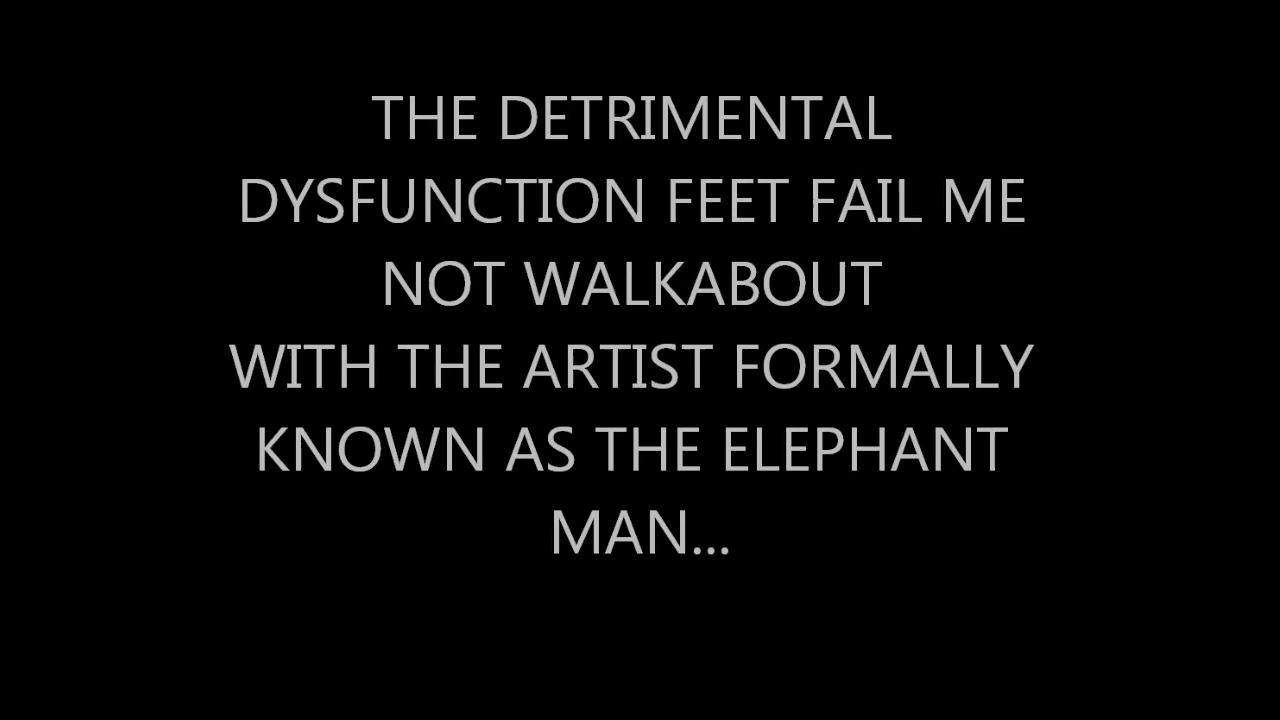 THE DETRIMENTAL
DYSFUNCTION FEET FAIL ME
NOT WALKABOUT
WITH THE ARTIST FORMALLY
KNOWN AS THE ELEPHANT
MAN...